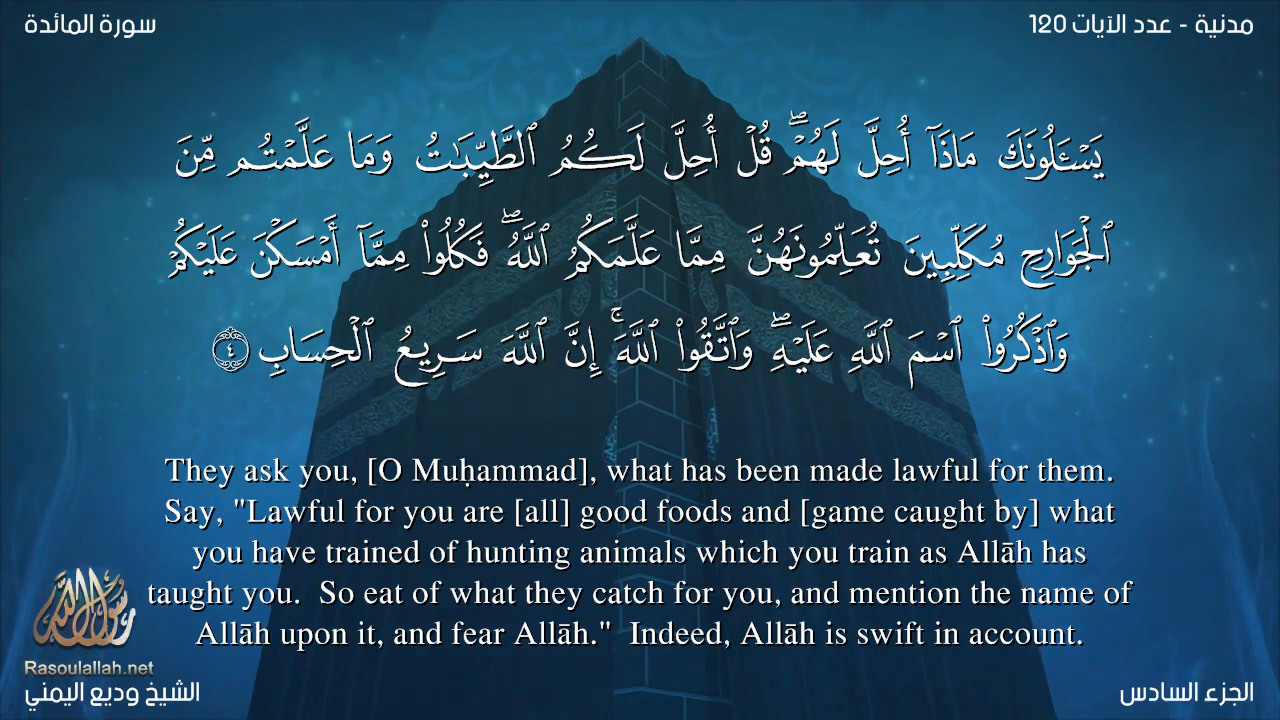 سورة المائدة
مدنية - عدد الآيات 120
يَسْـَٔلُونَكَ مَاذَآ أُحِلَّ لَهُمْ ۖ قُلْ أُحِلَّ لَكُمُ ٱلطَّيِّبَـٰتُ وَمَا عَلَّمْتُم مِّنَ
ٱلْجَوَارِحِ مُكَلِّبِينَ تُعَلِّمُونَهُنَّ مِمَّا عَلَّمَكُمُ ٱللَّهُ ۖ فَكُلُوا۟ مِمَّآ أَمْسَكْنَ عَلَيْكُمْ
وَٱذْكُرُوا۟ ٱسْمَ ٱللَّهِ عَلَيْهِ ۖ وَٱتَّقُوا۟ ٱللَّهَ ۚ إِنَّ ٱللَّهَ سَرِيعُ ٱلْحِسَابِ ٤
They ask you, [O Muḥammad], what has been made lawful for them.
Say, "Lawful for you are [all] good foods and [game caught by] what
you have trained of hunting animals which you train as Allāh has
taught you.  So eat of what they catch for you, and mention the name of
Allāh upon it, and fear Allāh."  Indeed, Allāh is swift in account.
رسول الله
Rasoulallah.net
الشيخ وديع اليمني
الجزء السادس